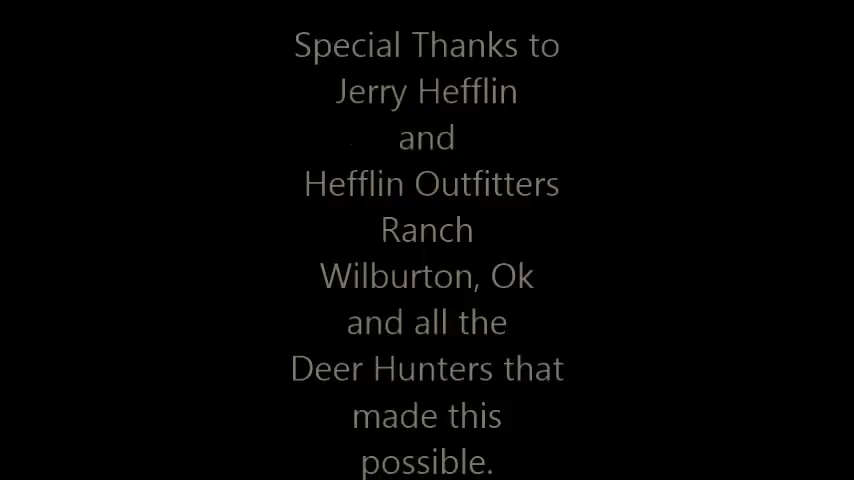 Special Thanks to
Jerry Hefflin
and
Hefflin Outfitters
Ranch
Wilburton, Ok
and all the
Deer Hunters that
made this
possible.